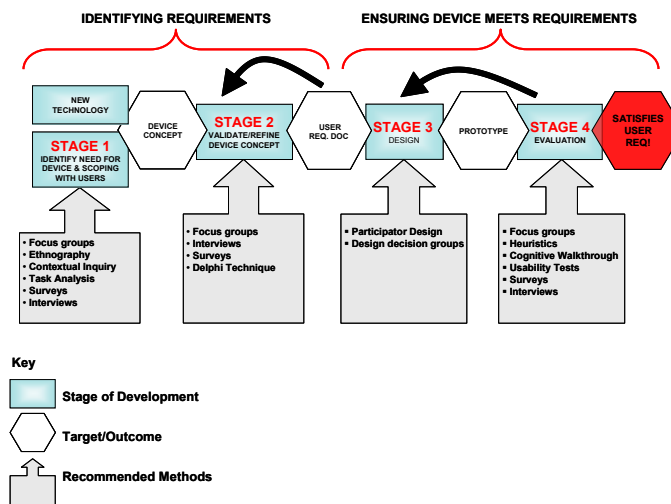 IDENTIFYING REQUIREMENTS
ENSURING DEVICE MEETS REQUIREMENTS
NEW
TECHNOLOGY
STAGE 1
IDENTIFY NEED FOR
DEVICE & SCOPING
WITH USERS
DEVICE
CONCEPT
STAGE 2
VALIDATE/REFINE
DEVICE CONCEPT
USER
REQ. DOC
STAGE 3
DESIGN
PROTOTYPE
STAGE 4
EVALUATION
SATISFIES
USER
REQ!
• Focus groups
• Ethnography
• Contextual Inquiry
• Task Analysis
• Surveys
• Interviews
• Focus groups
• Interviews
• Surveys
• Delphi Technique
▪ Participator Design
▪ Design decision groups
▪ Focus groups
▪ Heuristics
▪ Cognitive Walkthrough
▪ Usability Tests
▪ Surveys
▪ Interviews
Key
Stage of Development
Target/Outcome
Recommended Methods